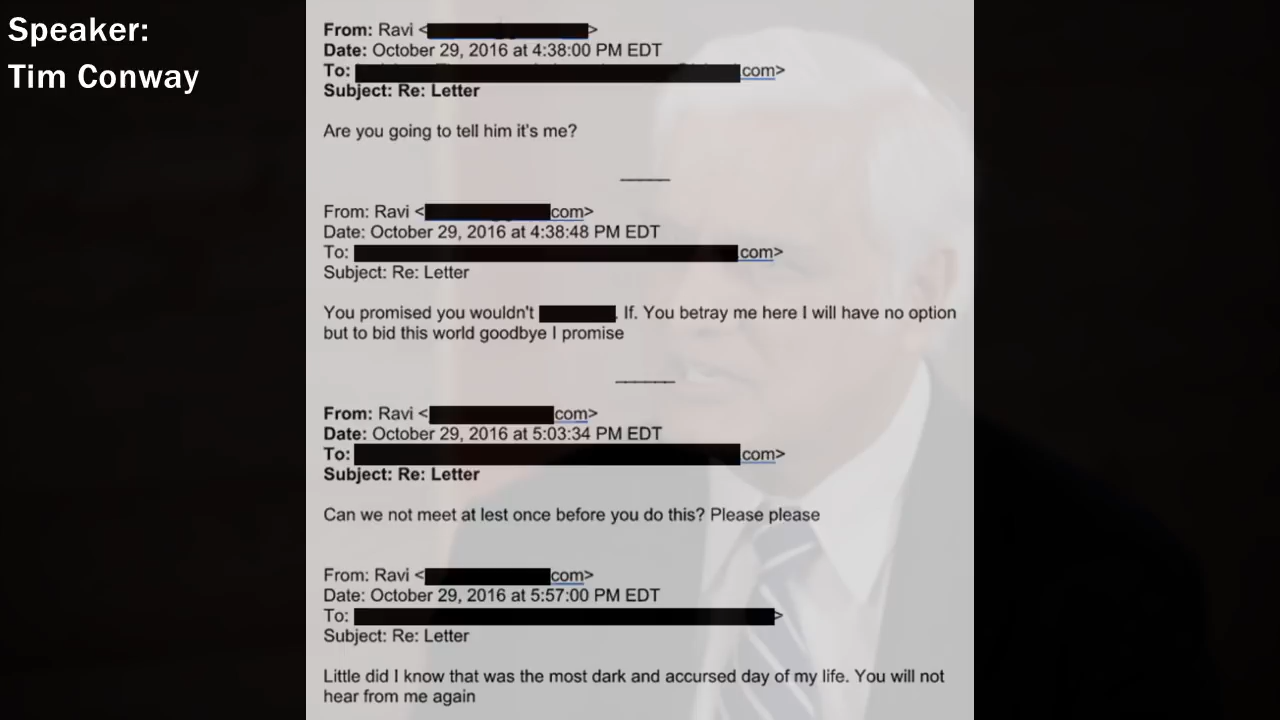 Speaker:
Tim Conway
From: Ravi <
>
Date: October 29, 2016 at 4:38:00 PM EDT
To:
.com>
Subject: Re: Letter
Are you going to tell him it's me?
From: Ravi <
com>
Date: October 29, 2016 at 4:38:48 PM EDT
To:
.com>
Subject: Re: Letter
You promised you wouldn't
. If. You betray me here I will have no option
but to bid this world goodbye I promise
From: Ravi <
com>
Date: October 29, 2016 at 5:03:34 PM EDT
To:
.com>
Subject: Re: Letter
Can we not meet at lest once before you do this? Please please
From: Ravi <
com>
Date: October 29, 2016 at 5:57:00 PM EDT
To:
>
Subject: Re: Letter
Little did I know that was the most dark and accursed day of my life. You will not
hear from me again